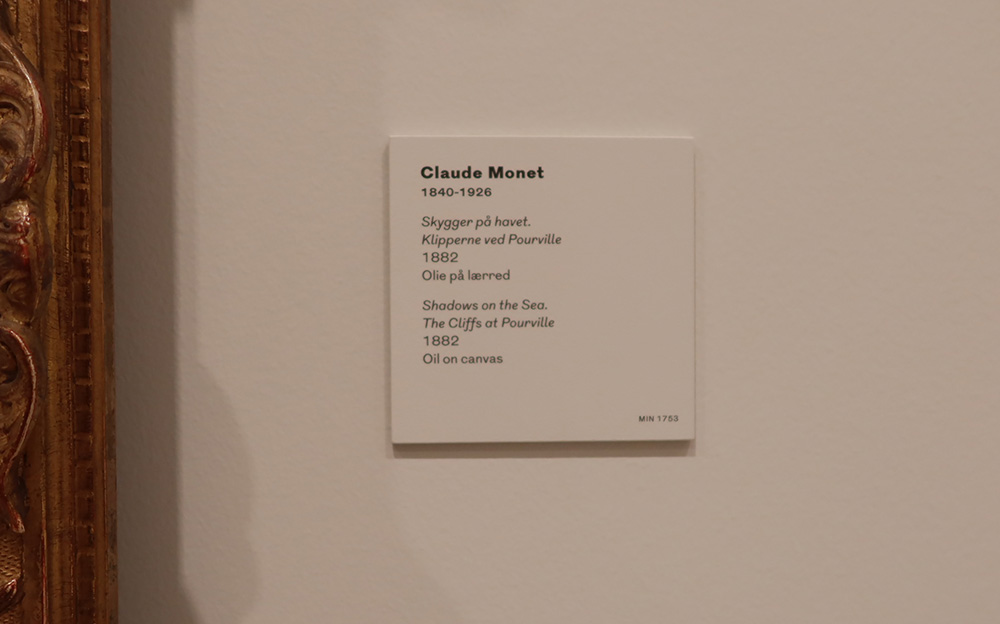 Claude Monet
1840-1926
Skygger på havet.
Klipperne ved Pourville
1882
Olie på lærred
Shadows on the Sea.
The Cliffs at Pourville
1882
Oil on canvas
MIN 1753